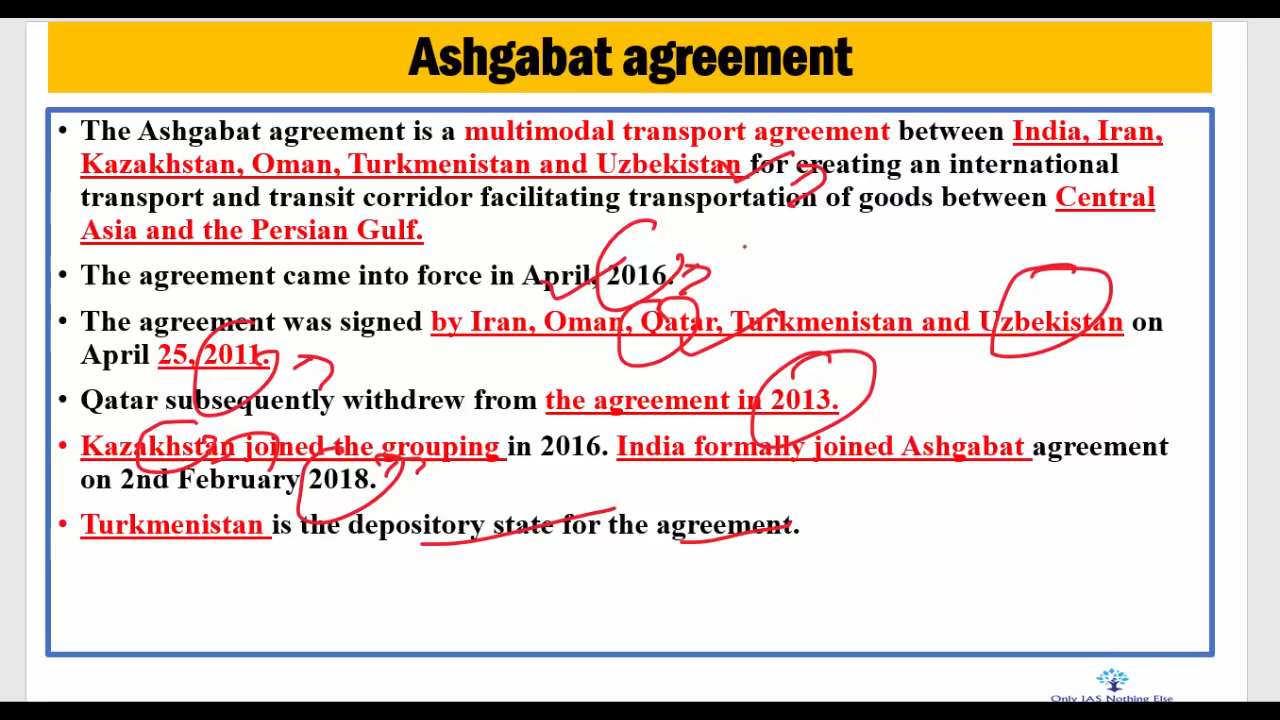 Ashgabat agreement
• The Ashgabat agreement is a multimodal transport agreement between India, Iran,
Kazakhstan, Oman, Turkmenistan and Uzbekistan for creating an international
transport and transit corridor facilitating transportation of goods between Central
Asia and the Persian Gulf.
• The agreement came into force in April, 2016.
• The agreement was signed by Iran, Oman, Qatar, Turkmenistan and Uzbekistan on
April 25, 2011.
• Qatar subsequently withdrew from the agreement in 2013.
• Kazakhstan joined the grouping in 2016. India formally joined Ashgabat agreement
on 2nd February 2018.
• Turkmenistan is the depository state for the agreement.
Only IAS Nothing Else